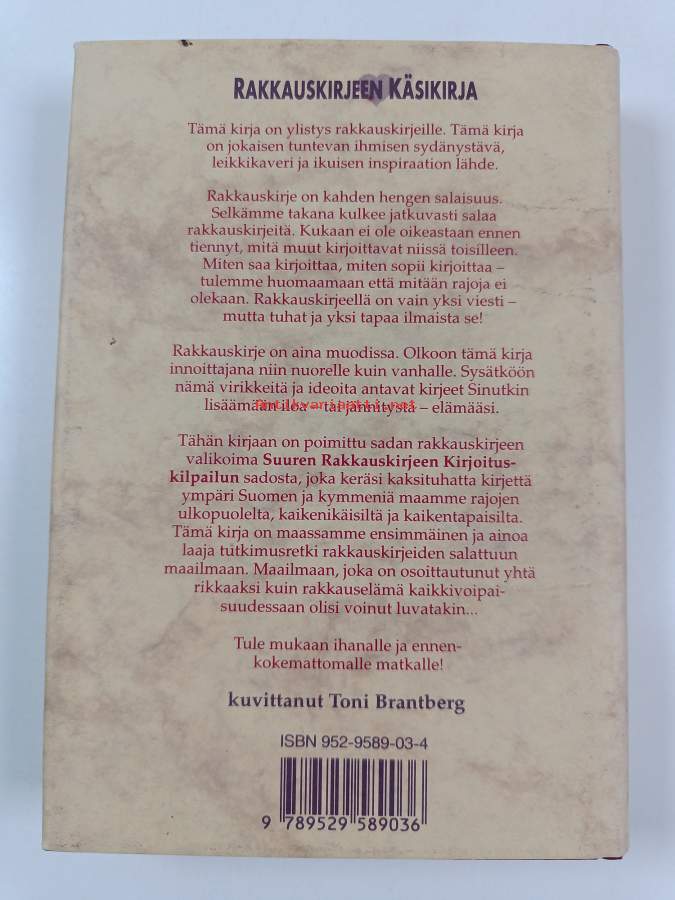 RAKKAUSKIRJEEN KÄSIKIRJA
Tämä kirja on ylistys rakkauskirjeille. Tämä kirja
on jokaisen tuntevan ihmisen sydänystävä,
leikkikaveri ja ikuisen inspiraation lähde.
Rakkauskirje on kahden hengen salaisuus.
Selkämme takana kulkee jatkuvasti salaa
rakkauskirjeitä. Kukaan ei ole oikeastaan ennen
tiennyt, mitä muut kirjoittavat niissä toisilleen.
Miten saa kirjoittaa, miten sopii kirjoittaa –
tulemme huomaamaan että mitään rajoja ei
olekaan. Rakkauskirjeellä on vain yksi viesti –
mutta tuhat ja yksi tapaa ilmaista se!
Rakkauskirje on aina muodissa. Olkoon tämä kirja
innoittajana niin nuorelle kuin vanhalle. Sysätköön
nämä virikkeitä ja ideoita antavat kirjeet Sinutkin
lisäämään iloa – tai jännitystä – elämääsi.
Tähän kirjaan on poimittu sadan rakkauskirjeen
valikoima Suuren Rakkauskirjeen Kirjoitus-
kilpailun sadosta, joka keräsi kaksituhatta kirjettä
ympäri Suomen ja kymmeniä maamme rajojen
ulkopuolelta, kaikenikäisiltä ja kaikentapaisilta.
Tämä kirja on maassamme ensimmäinen ja ainoa
laaja tutkimusretki rakkauskirjeiden salattuun
maailmaan. Maailmaan, joka on osoittautunut yhtä
rikkaaksi kuin rakkauselämä kaikkivoipai-
suudessaan olisi voinut luvatakin...
Tule mukaan ihanalle ja ennen-
kokemattomalle matkalle!
kuvittanut Toni Brantberg
ISBN 952-9589-03-4
9 789529 589036